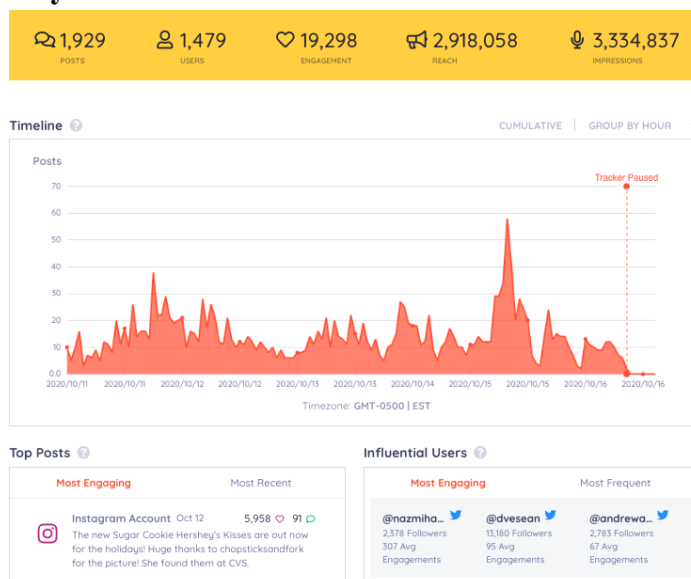 1,929
POSTS
1,479
USERS
19,298
ENGAGEMENT
2,918,058
REACH
3,334,837
IMPRESSIONS
Timeline ?
CUMULATIVE | GROUP BY HOUR
Posts
Tracker Paused
70
60
50
40
30
20
10
0.0
2020/10/11 2020/10/11 2020/10/12 2020/10/12 2020/10/13 2020/10/13 2020/10/14 2020/10/15 2020/10/15 2020/10/16 2020/10/16
Timezone: GMT-0500 | EST
Top Posts ?
Most Engaging Most Recent
Instagram Account Oct 12 5,958 91
The new Sugar Cookie Hershey's Kisses are out now
for the holidays! Huge thanks to chopsticksandfork
for the picture! She found them at CVS.
Influential Users ?
Most Engaging Most Frequent
@nazmiha...
2,378 Followers
307 Avg
Engagements
@dvesean
13,180 Followers
95 Avg
Engagements
@andrewa...
2,783 Followers
67 Avg
Engagements